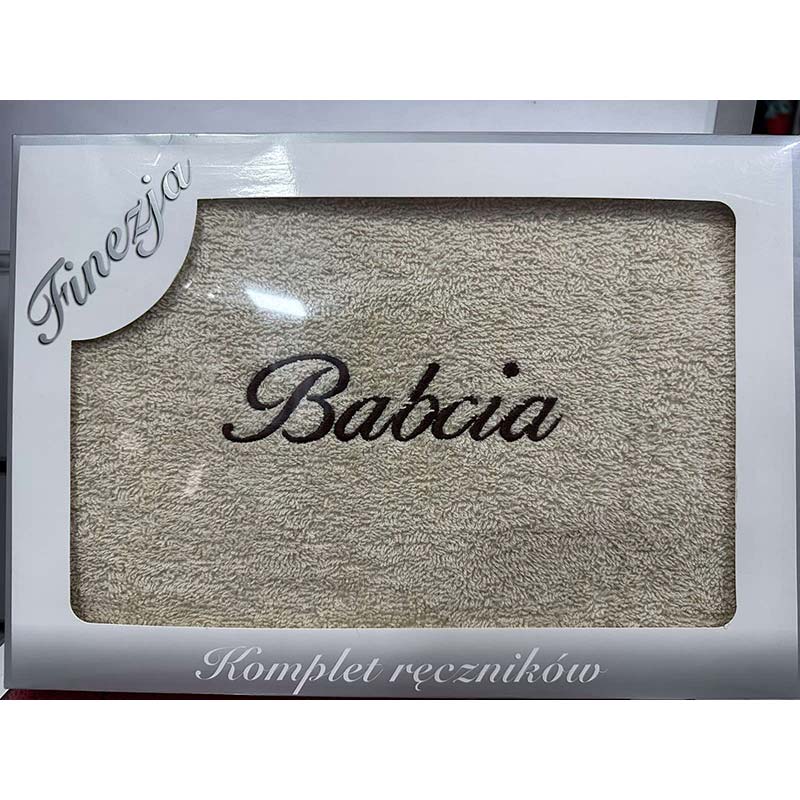 Finezja
Babcia
Komplet ręczników